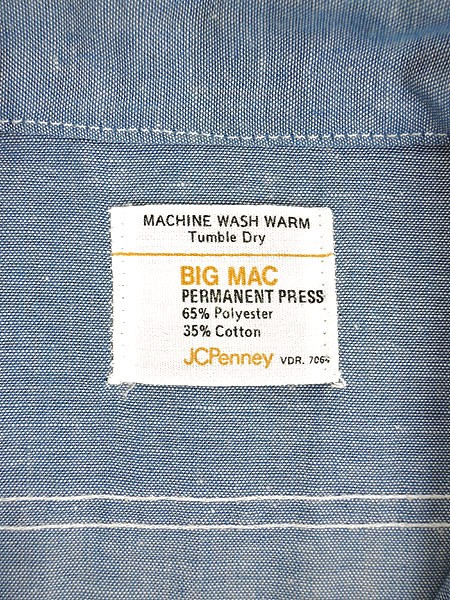 MACHINE WASH WARM
Tumble Dry
BIG MAC
PERMANENT PRESS
65% Polyester
35% Cotton
JCPenney VDR. 7064